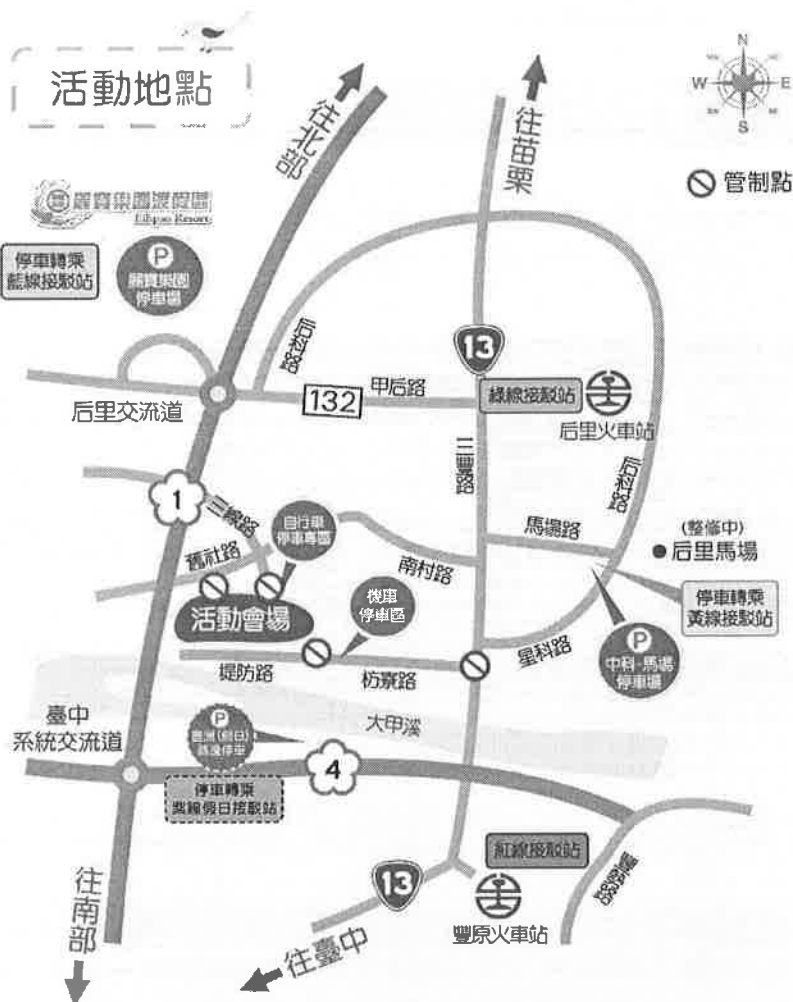 活動地點
N
W
E
S
往北部
往苗栗
管制點
麗寶樂園渡假區
Lihpao Resort
停車轉乘
藍線接駁站
P
麗寶樂園
停車場
后科路
13
132
甲后路
綠線接駁站
后里火車站
后里交流道
三豐路
后科路
1
三線路
自行車
停車專區
馬場路
(整修中)
后里馬場
舊社路
南村路
機車
停車區
停車轉乘
黃線接駁站
活動會場
星科路
P
中科-馬場
停車場
堤防路
枋寮路
大甲溪
臺中
系統交流道
P
4
停車轉乘
紫線假日接駁站
紅線接駁站
13
豐原火車站
往南部
往臺中